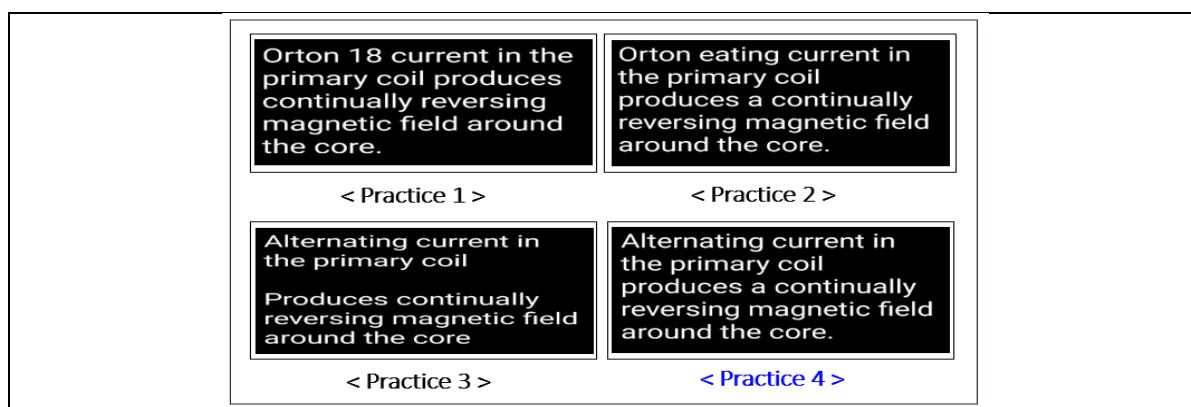 Orton 18 current in the
primary coil produces
continually reversing
magnetic field around
the core.
< Practice 1 >
Orton eating current in
the primary coil
produces a continually
reversing magnetic field
around the core.
< Practice 2 >
Alternating current in
the primary coil
Produces continually
reversing magnetic field
around the core
< Practice 3 >
Alternating current in
the primary coil
produces a continually
reversing magnetic field
around the core.
< Practice 4 >